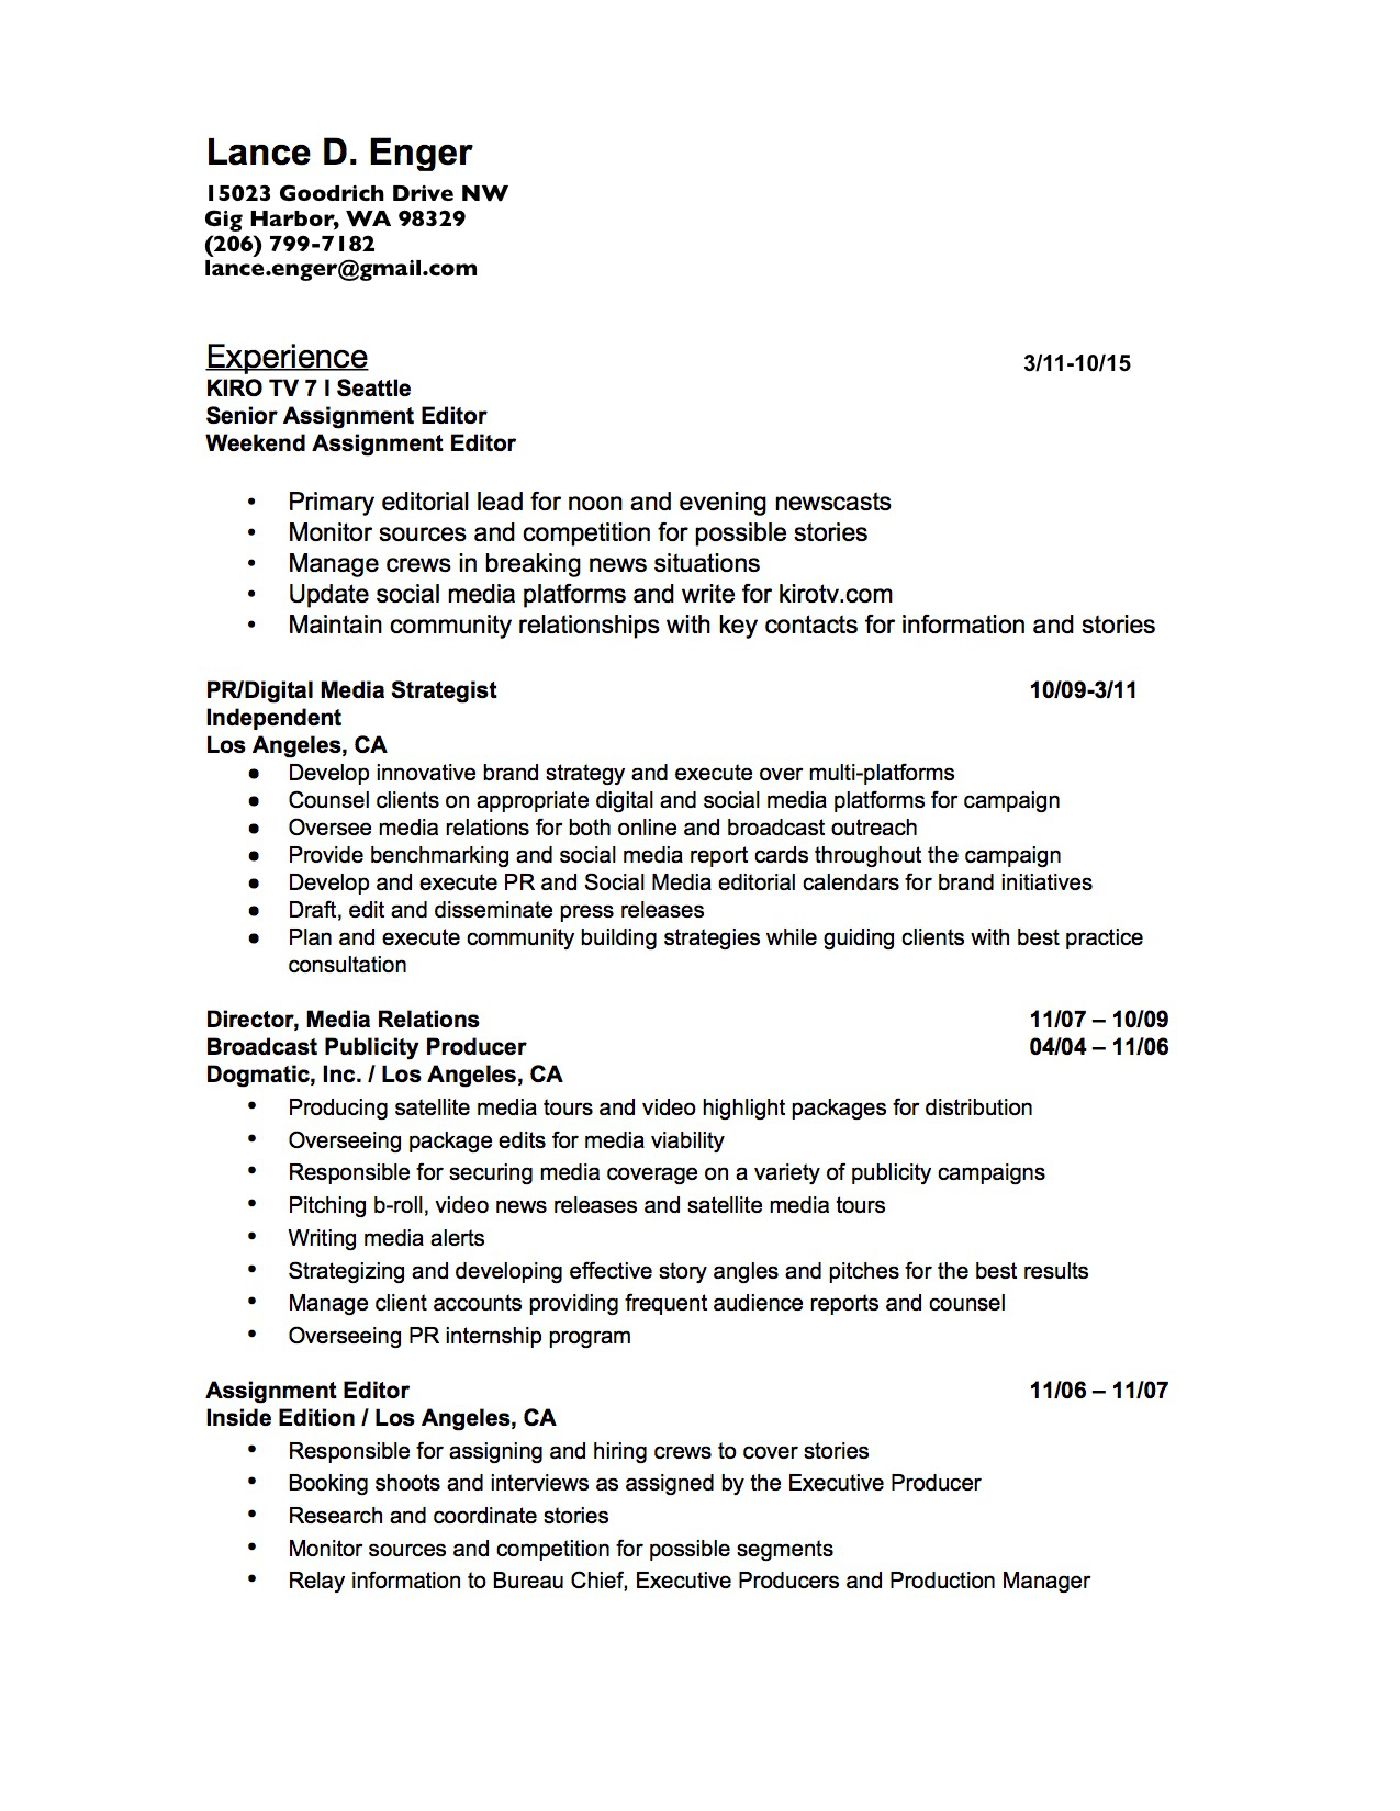 Lance D. Enger
15023 Goodrich Drive NW
Gig Harbor, WA 98329
(206) 799-7182
lance.enger@gmail.com
Experience 3/11-10/15
KIRO TV 7 I Seattle
Senior Assignment Editor
Weekend Assignment Editor
• Primary editorial lead for noon and evening newscasts
• Monitor sources and competition for possible stories
• Manage crews in breaking news situations
• Update social media platforms and write for kirotv.com
• Maintain community relationships with key contacts for information and stories
PR/Digital Media Strategist 10/09-3/11
Independent
Los Angeles, CA
● Develop innovative brand strategy and execute over multi-platforms
● Counsel clients on appropriate digital and social media platforms for campaign
● Oversee media relations for both online and broadcast outreach
● Provide benchmarking and social media report cards throughout the campaign
● Develop and execute PR and Social Media editorial calendars for brand initiatives
● Draft, edit and disseminate press releases
● Plan and execute community building strategies while guiding clients with best practice
consultation
Director, Media Relations 11/07 – 10/09
Broadcast Publicity Producer 04/04 – 11/06
Dogmatic, Inc. / Los Angeles, CA
• Producing satellite media tours and video highlight packages for distribution
• Overseeing package edits for media viability
• Responsible for securing media coverage on a variety of publicity campaigns
• Pitching b-roll, video news releases and satellite media tours
• Writing media alerts
• Strategizing and developing effective story angles and pitches for the best results
• Manage client accounts providing frequent audience reports and counsel
• Overseeing PR internship program
Assignment Editor 11/06 – 11/07
Inside Edition / Los Angeles, CA
• Responsible for assigning and hiring crews to cover stories
• Booking shoots and interviews as assigned by the Executive Producer
• Research and coordinate stories
• Monitor sources and competition for possible segments
• Relay information to Bureau Chief, Executive Producers and Production Manager